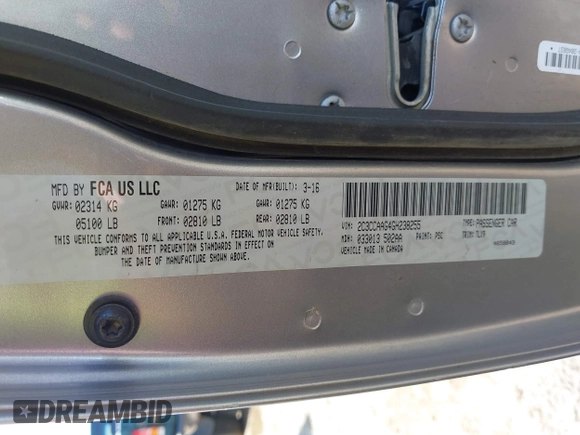 MFD BY FCA US LLC
DATE OF MFR(BUILT): 3-16
GVWR: 02314 KG
GAWR: 01275 KG
GAWR: 01275 KG
05100 LB
FRONT: 02810 LB
REAR: 02810 LB
THIS VEHICLE CONFORMS TO ALL APPLICABLE U.S.A. FEDERAL MOTOR VEHICLE SAFETY,
BUMPER AND THEFT PREVENTION STANDARDS IN EFFECT ON
THE DATE OF MANUFACTURE SHOWN ABOVE.
VIN: 2C3CCAAG4GH238255
TYPE: PASSENGER CAR
MDH: 033013 502AA
PAINT: PSC
TRIM: TLX9
VEHICLE MADE IN CANADA
DREAMBID